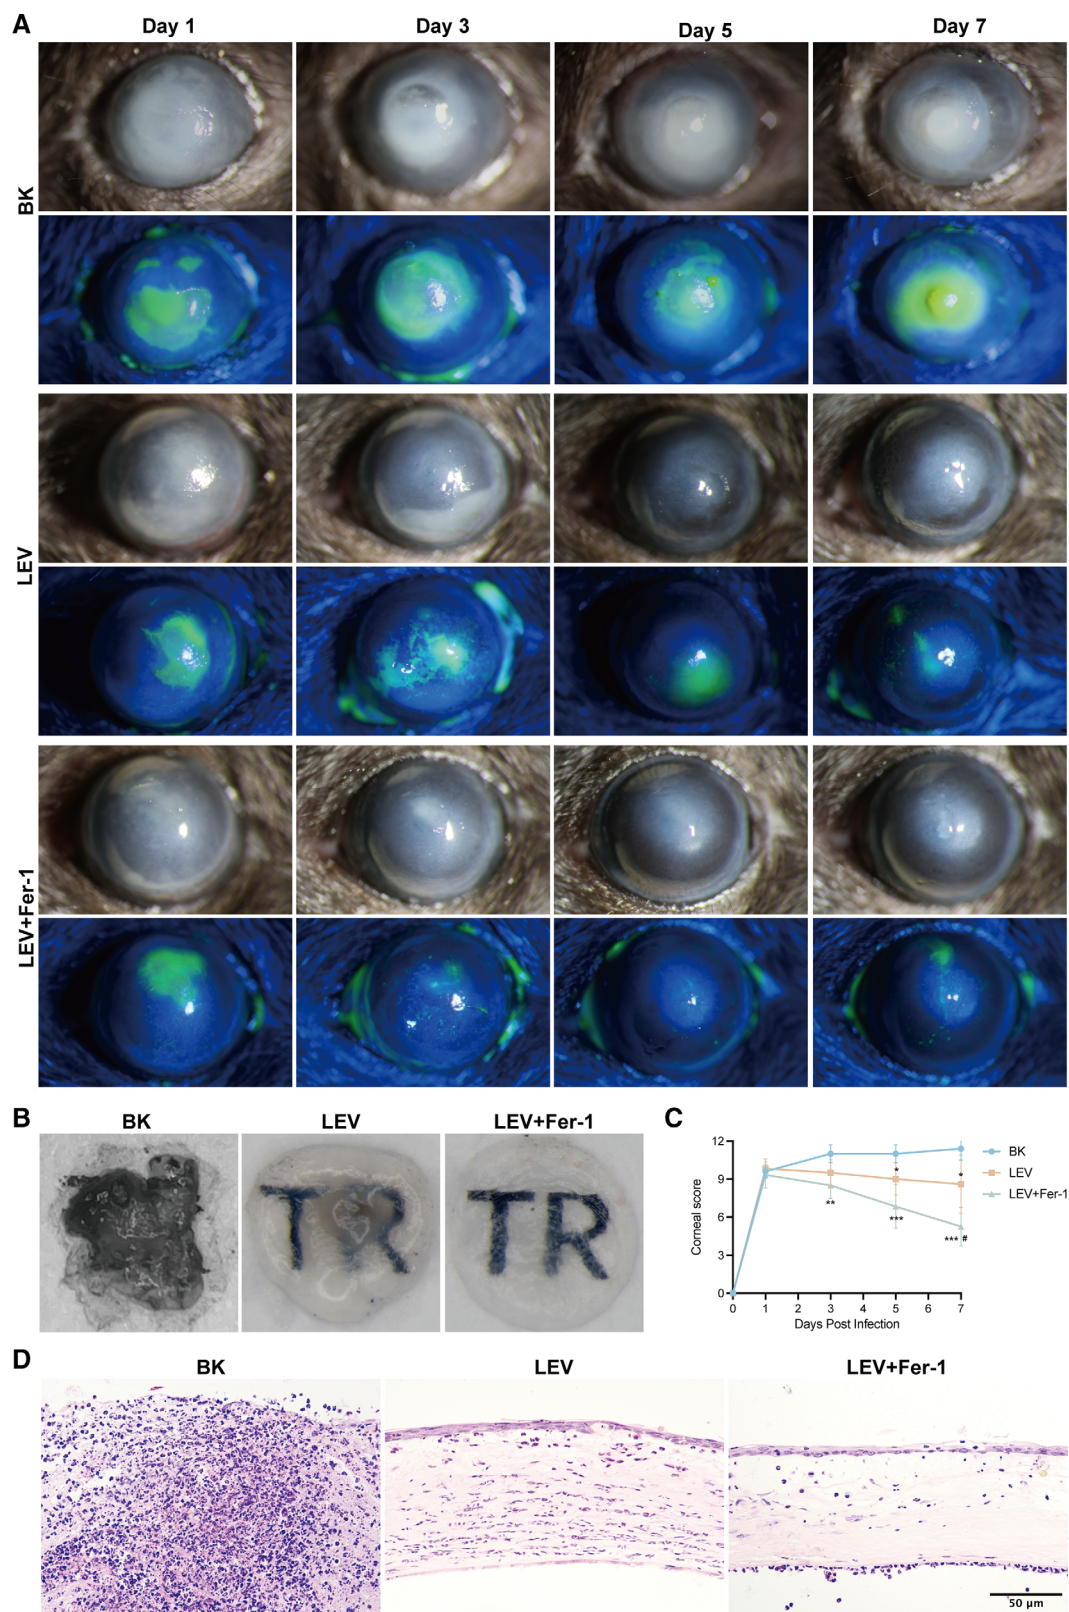 A
Day 1 Day 3 Day 5 Day 7
BK
LEV
LEV+Fer-1
B
BK LEV LEV+Fer-1
TR TR
C
Corneal score
12
9
6
3
0
0 1 2 3 4 5 6 7
Days Post Infection
BK
LEV
LEV+Fer-1
* *
** *** *** #
D
BK LEV LEV+Fer-1
50 μm